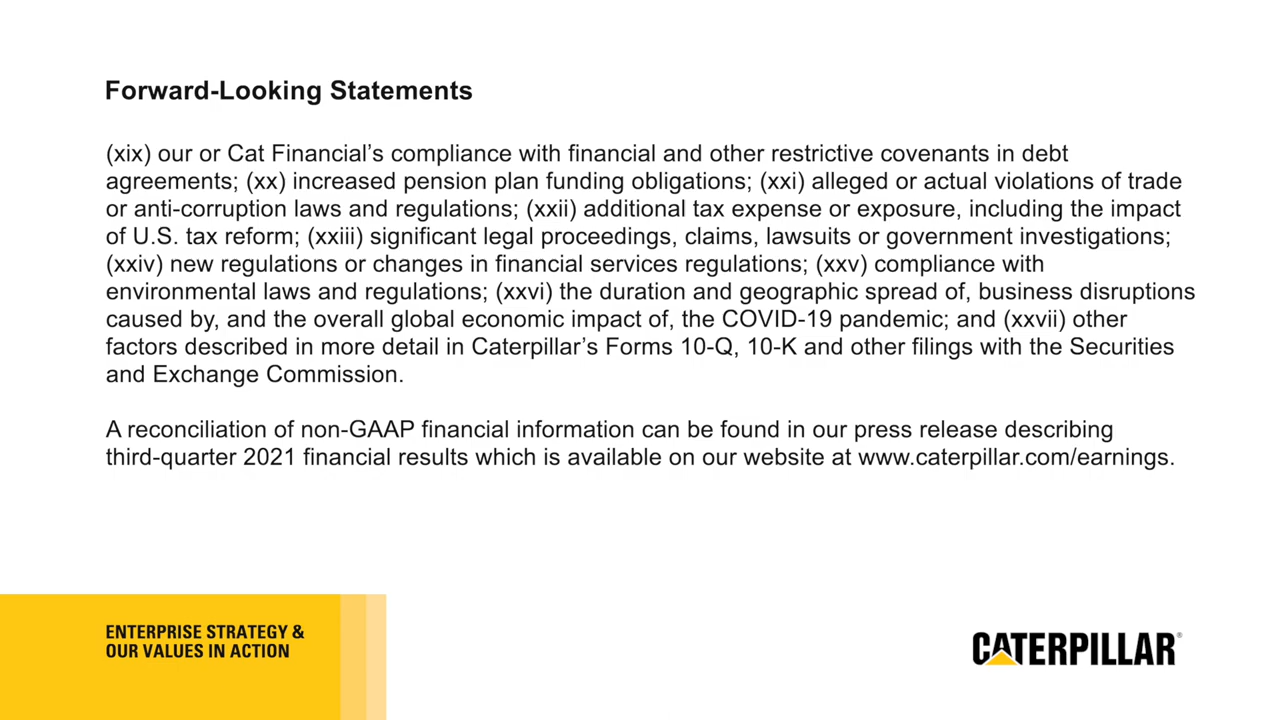 Forward-Looking Statements
(xix) our or Cat Financial’s compliance with financial and other restrictive covenants in debt
agreements; (xx) increased pension plan funding obligations; (xxi) alleged or actual violations of trade
or anti-corruption laws and regulations; (xxii) additional tax expense or exposure, including the impact
of U.S. tax reform; (xxiii) significant legal proceedings, claims, lawsuits or government investigations;
(xxiv) new regulations or changes in financial services regulations; (xxv) compliance with
environmental laws and regulations; (xxvi) the duration and geographic spread of, business disruptions
caused by, and the overall global economic impact of, the COVID-19 pandemic; and (xxvii) other
factors described in more detail in Caterpillar’s Forms 10-Q, 10-K and other filings with the Securities
and Exchange Commission.
A reconciliation of non-GAAP financial information can be found in our press release describing
third-quarter 2021 financial results which is available on our website at www.caterpillar.com/earnings.
ENTERPRISE STRATEGY &
OUR VALUES IN ACTION
CATERPILLAR®